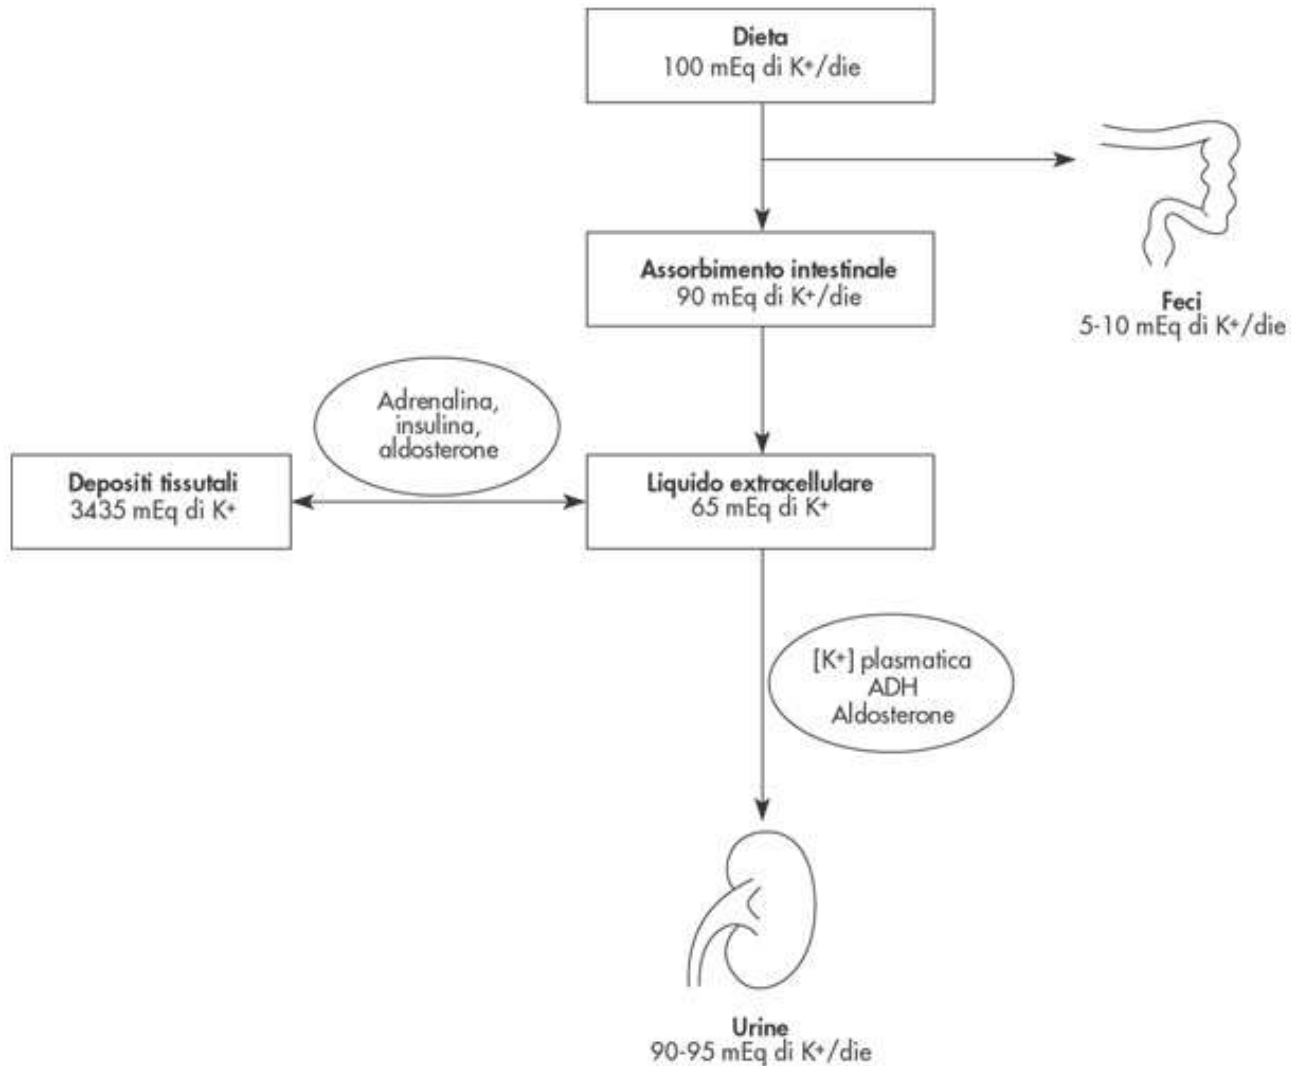 Dieta
100 mEq di K⁺/die
Assorbimento intestinale
90 mEq di K⁺/die
Feci
5-10 mEq di K⁺/die
Adrenalina,
insulina,
aldosterone
Depositi tissutali
3435 mEq di K⁺
Liquido extracellulare
65 mEq di K⁺
[K⁺] plasmatica
ADH
Aldosterone
Urine
90-95 mEq di K⁺/die